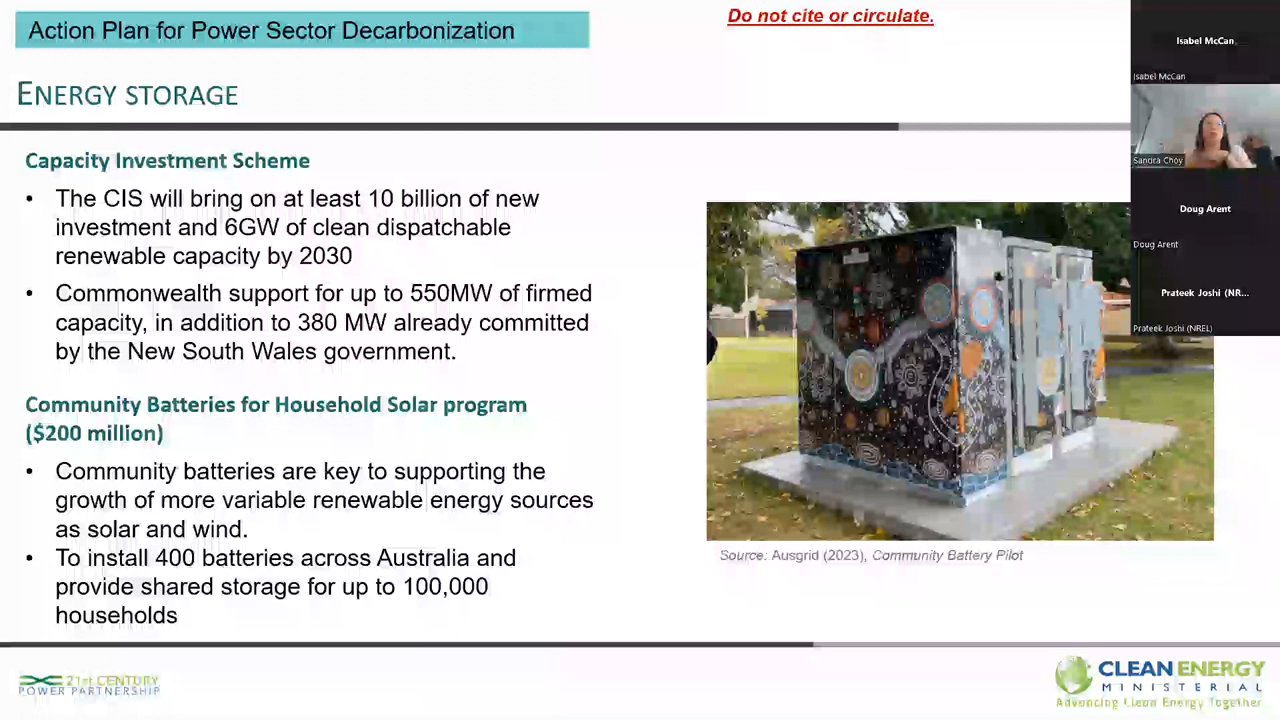 Action Plan for Power Sector Decarbonization
Do not cite or circulate.
ENERGY STORAGE
Capacity Investment Scheme
• The CIS will bring on at least 10 billion of new
investment and 6GW of clean dispatchable
renewable capacity by 2030
• Commonwealth support for up to 550MW of firmed
capacity, in addition to 380 MW already committed
by the New South Wales government.
Community Batteries for Household Solar program
($200 million)
• Community batteries are key to supporting the
growth of more variable renewable energy sources
as solar and wind.
• To install 400 batteries across Australia and
provide shared storage for up to 100,000
households
Source: Ausgrid (2023), Community Battery Pilot
Isabel McCan
Isabel McCan
Sandra Choy
Doug Arent
Doug Arent
Prateek Joshi (NR...
Prateek Joshi (NREL)
21st CENTURY
POWER PARTNERSHIP
CLEAN ENERGY
MINISTERIAL
Advancing Clean Energy Together